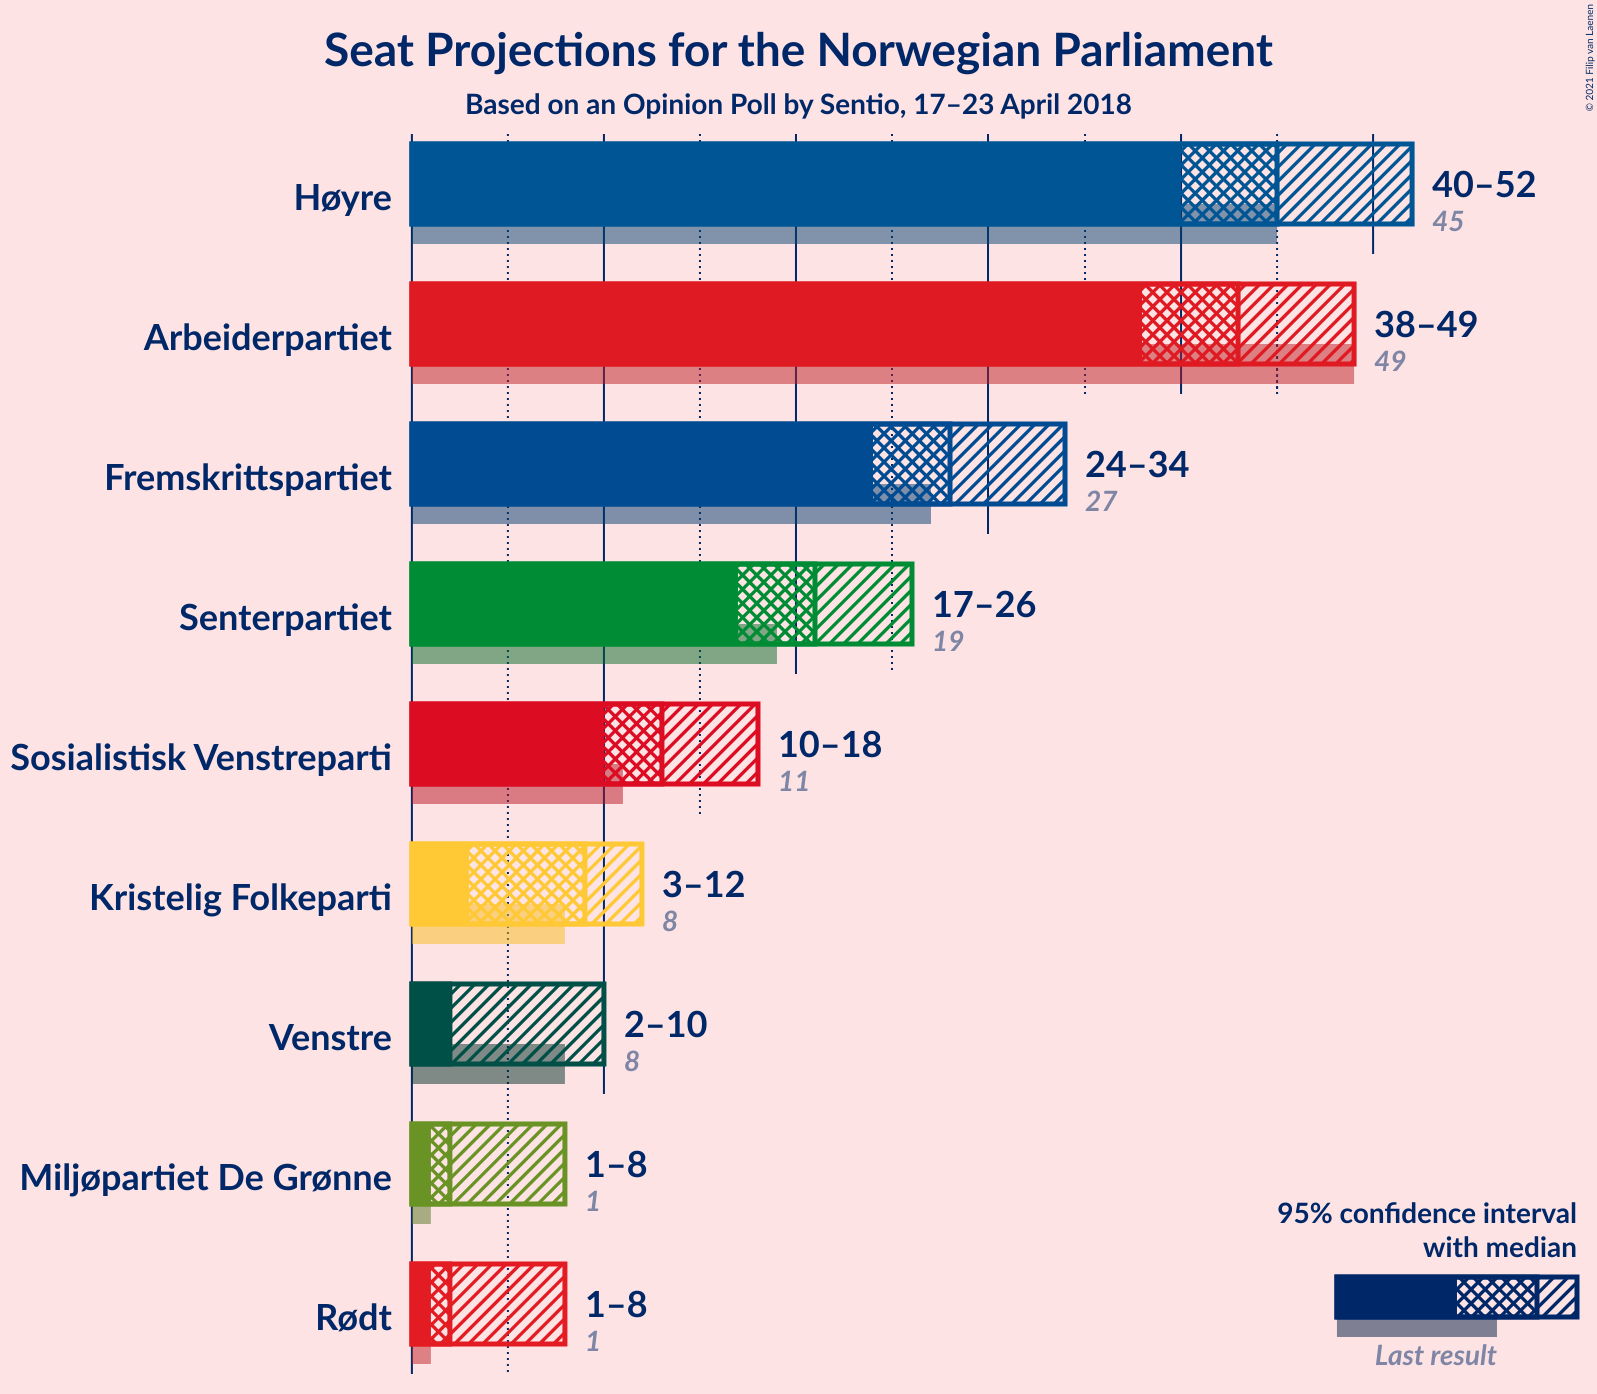 Seat Projections for the Norwegian Parliament
Based on an Opinion Poll by Sentio, 17–23 April 2018
© 2021 Filip van Laenen
Høyre
40–52
45
Arbeiderpartiet
38–49
49
Fremskrittspartiet
24–34
27
Senterpartiet
17–26
19
Sosialistisk Venstreparti
10–18
11
Kristelig Folkeparti
3–12
8
Venstre
2–10
8
Miljøpartiet De Grønne
1–8
1
Rødt
1–8
1
95% confidence interval
with median
Last result